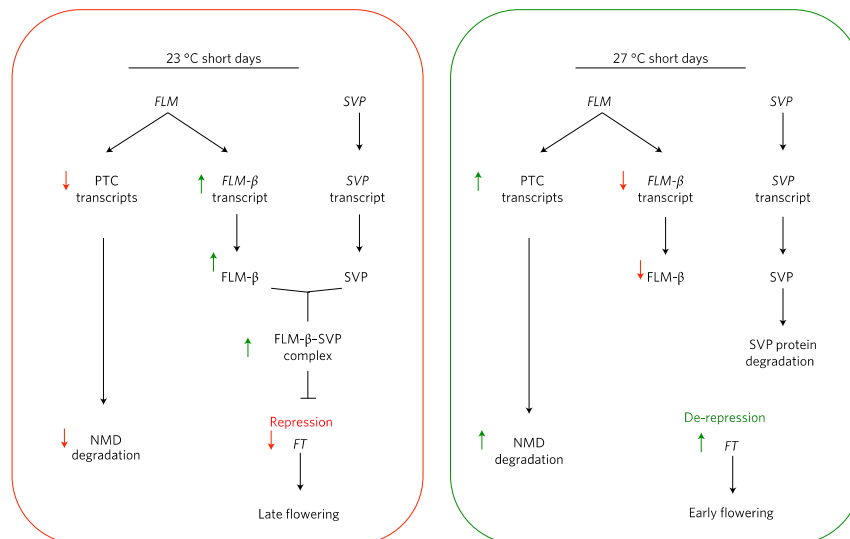 23 °C short days
FLM
SVP
PTC
transcripts
FLM-β
transcript
SVP
transcript
FLM-β
SVP
FLM-β–SVP
complex
Repression
FT
NMD
degradation
Late flowering
27 °C short days
FLM
SVP
PTC
transcripts
FLM-β
transcript
SVP
transcript
FLM-β
SVP
SVP protein
degradation
De-repression
FT
NMD
degradation
Early flowering